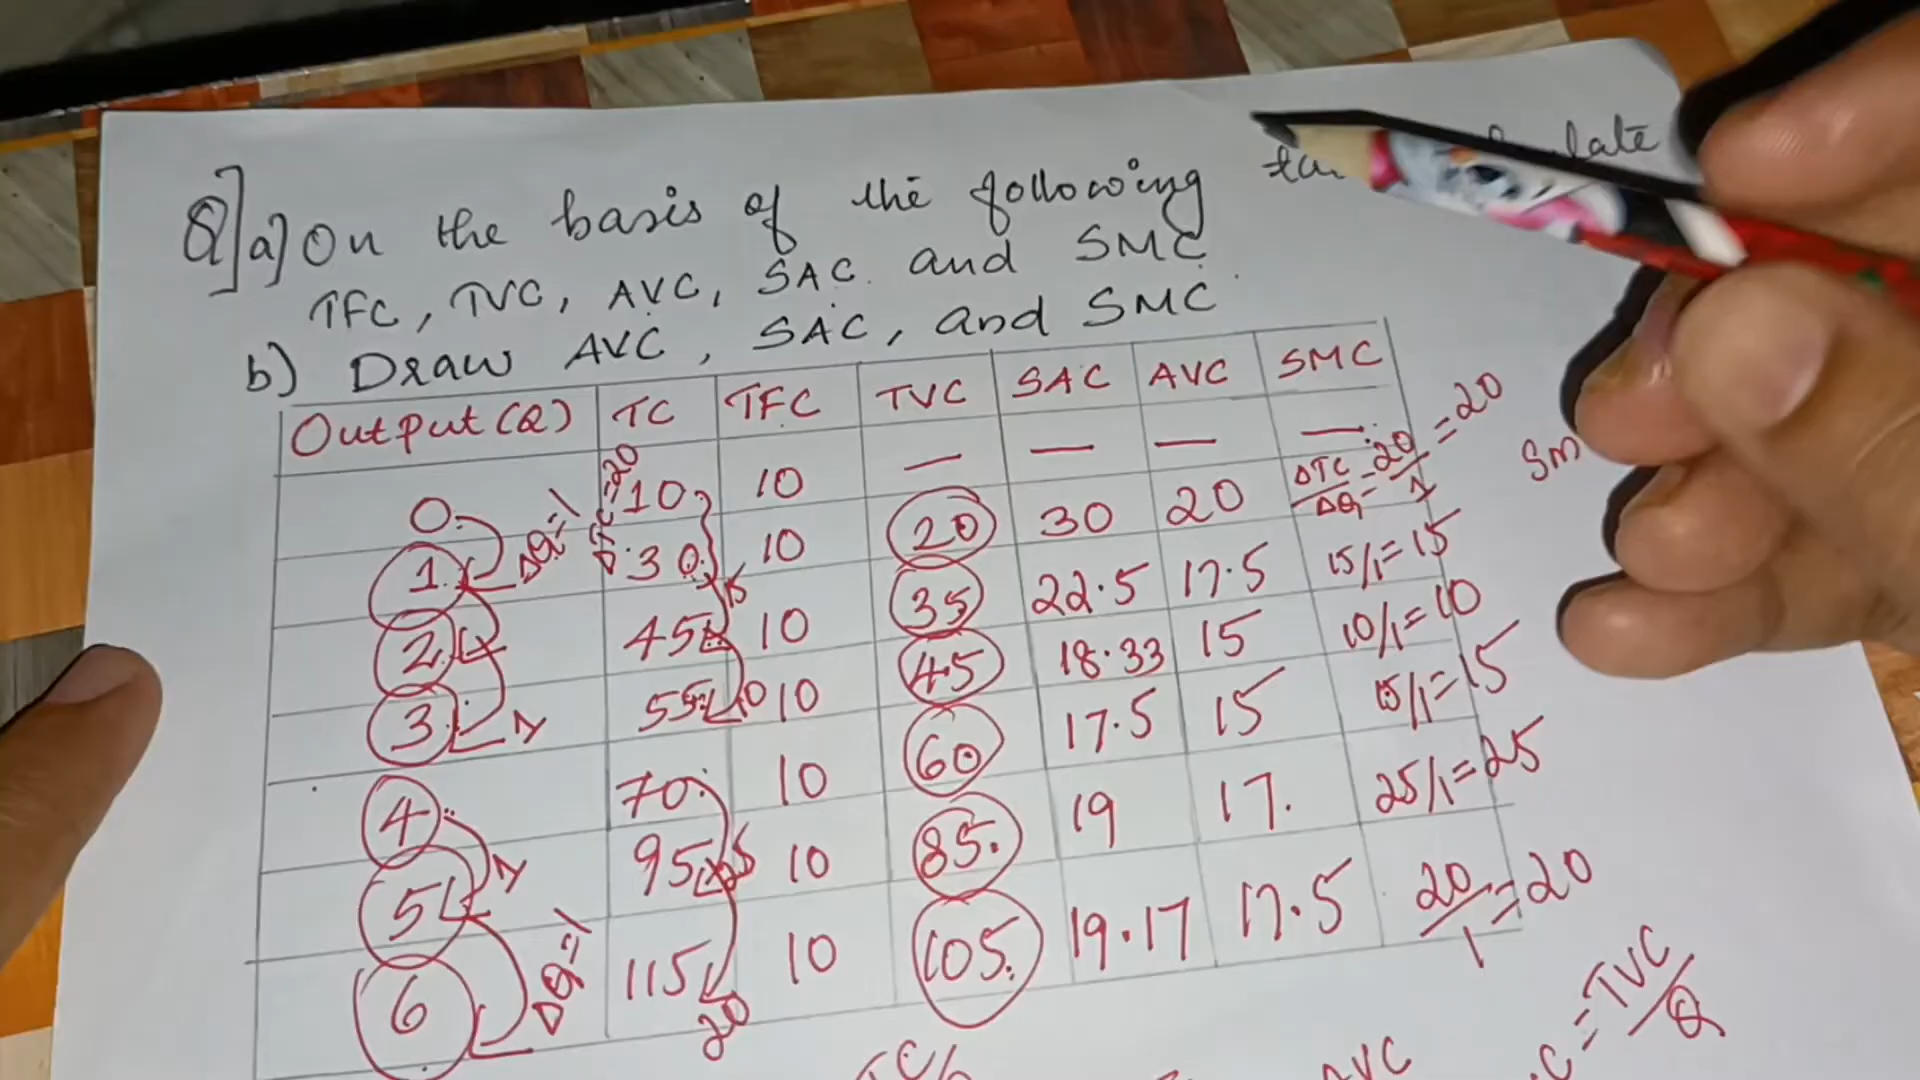 Q] a) On the basis of the following
TFC, TVC, AVC, SAC and SMC
b) Draw AVC, SAC, and SMC
Output (Q) TC TFC TVC SAC AVC SMC
0 10 10 — — — —
1 30 10 20 30 20 ΔTC/ΔQ = 20/1 = 20
2 45 10 35 22.5 17.5 15/1 = 15
3 55 10 45 18.33 15 10/1 = 10
4 70 10 60 17.5 15 15/1 = 15
5 95 10 85. 19 17. 25/1 = 25
6 115 10 105. 19.17 17.5 20/1 = 20
ΔQ=1
ΔTC=20
15
10
1
1
25
ΔQ=1
20
Sm
TC/
AVC
C = TVC/Q